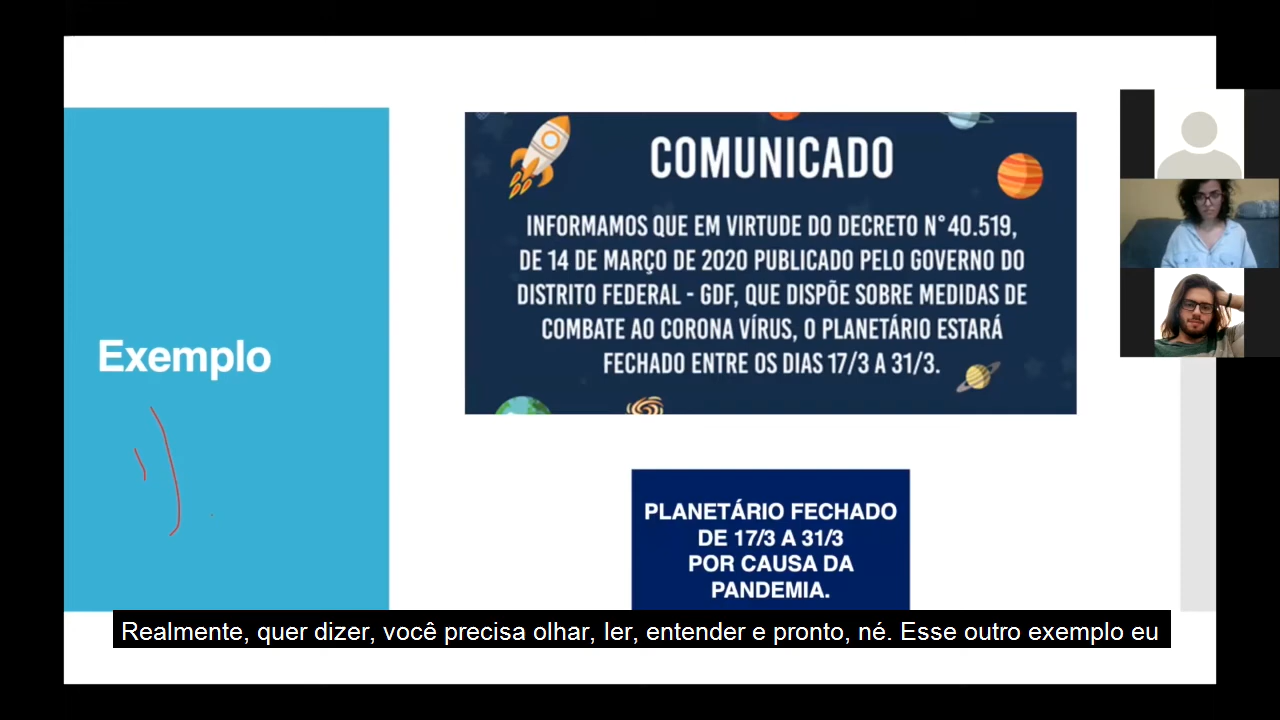 Exemplo
COMUNICADO
INFORMAMOS QUE EM VIRTUDE DO DECRETO N°40.519,
DE 14 DE MARÇO DE 2020 PUBLICADO PELO GOVERNO DO
DISTRITO FEDERAL - GDF, QUE DISPÕE SOBRE MEDIDAS DE
COMBATE AO CORONA VÍRUS, O PLANETÁRIO ESTARÁ
FECHADO ENTRE OS DIAS 17/3 A 31/3.
PLANETÁRIO FECHADO
DE 17/3 A 31/3
POR CAUSA DA
PANDEMIA.
Realmente, quer dizer, você precisa olhar, ler, entender e pronto, né. Esse outro exemplo eu